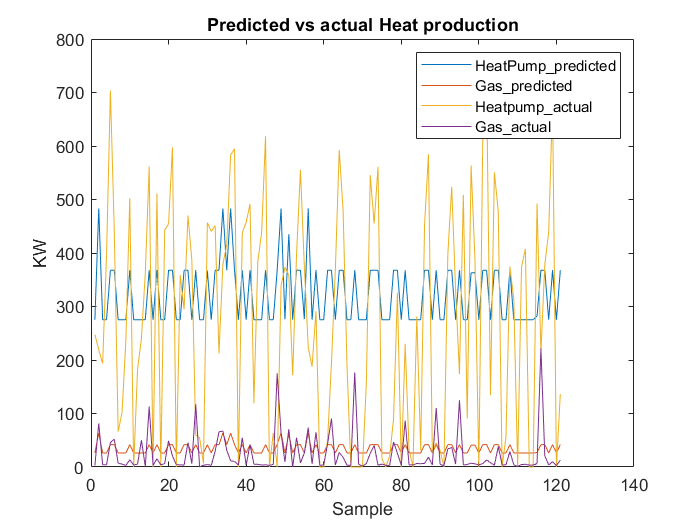 Predicted vs actual Heat production
800
700
600
500
400
300
200
100
0
KW
HeatPump_predicted
Gas_predicted
Heatpump_actual
Gas_actual
0 20 40 60 80 100 120 140
Sample